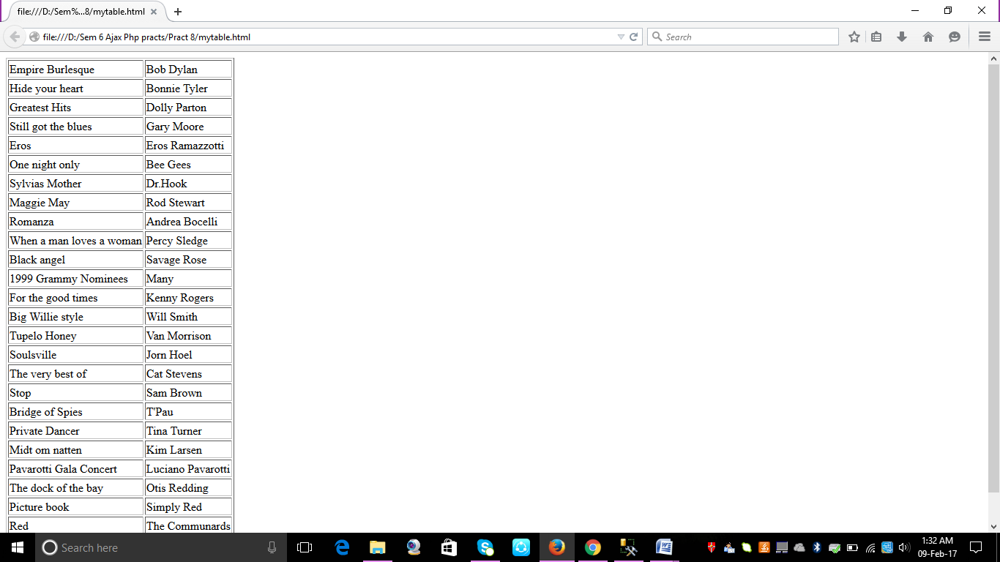 file:///D:/Sem%...8/mytable.html
file:///D:/Sem 6 Ajax Php practs/Pract 8/mytable.html
Search
Empire Burlesque Bob Dylan
Hide your heart Bonnie Tyler
Greatest Hits Dolly Parton
Still got the blues Gary Moore
Eros Eros Ramazzotti
One night only Bee Gees
Sylvias Mother Dr.Hook
Maggie May Rod Stewart
Romanza Andrea Bocelli
When a man loves a woman Percy Sledge
Black angel Savage Rose
1999 Grammy Nominees Many
For the good times Kenny Rogers
Big Willie style Will Smith
Tupelo Honey Van Morrison
Soulsville Jorn Hoel
The very best of Cat Stevens
Stop Sam Brown
Bridge of Spies T'Pau
Private Dancer Tina Turner
Midt om natten Kim Larsen
Pavarotti Gala Concert Luciano Pavarotti
The dock of the bay Otis Redding
Picture book Simply Red
Red The Communards
Search here
1:32 AM
09-Feb-17